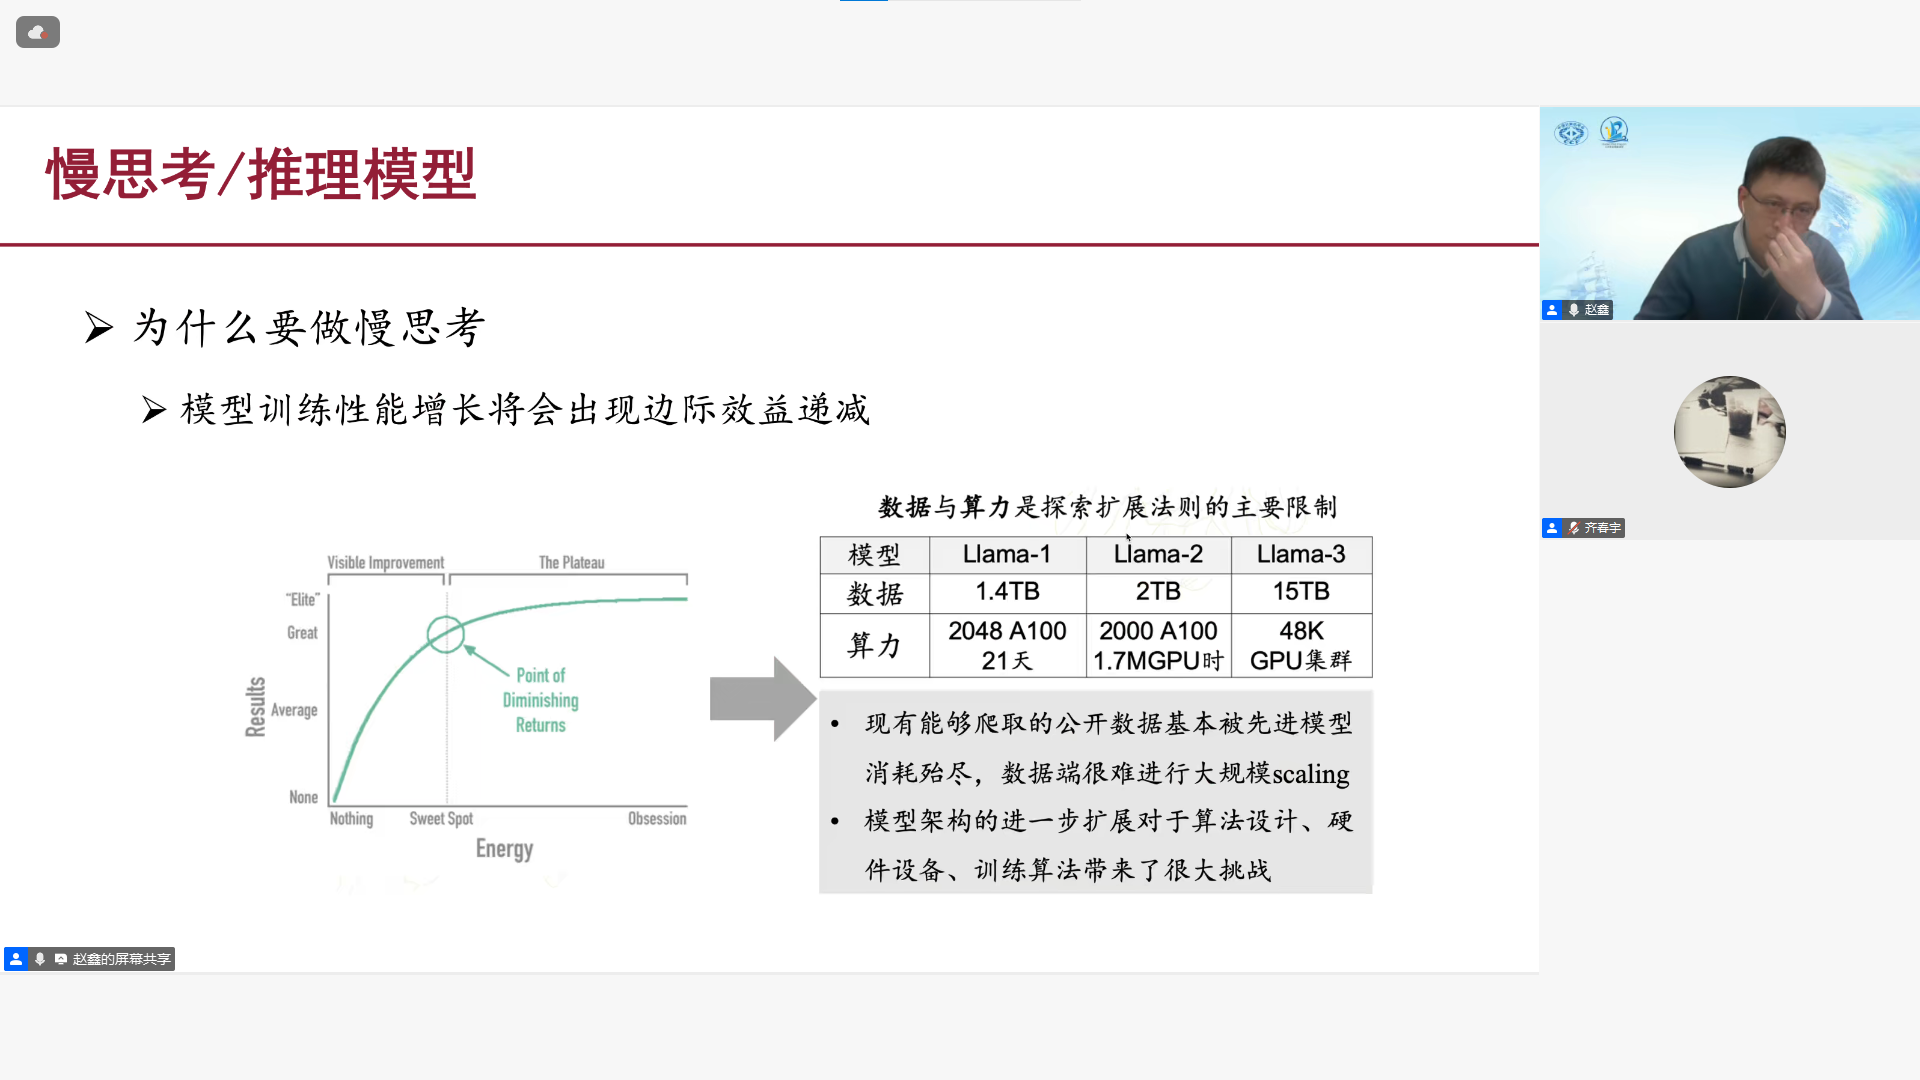 慢思考/推理模型
为什么要做慢思考
模型训练性能增长将会出现边际效益递减
Visible Improvement
The Plateau
"Elite"
Great
Average
None
Results
Point of
Diminishing
Returns
Nothing
Sweet Spot
Obsession
Energy
数据与算力是探索扩展法则的主要限制
模型 Llama-1 Llama-2 Llama-3
数据 1.4TB 2TB 15TB
算力 2048 A100 21天 2000 A100 1.7MGPU时 48K GPU集群
• 现有能够爬取的公开数据基本被先进模型
消耗殆尽，数据端很难进行大规模scaling
• 模型架构的进一步扩展对于算法设计、硬
件设备、训练算法带来了很大挑战
赵鑫的屏幕共享
赵鑫
齐春宇